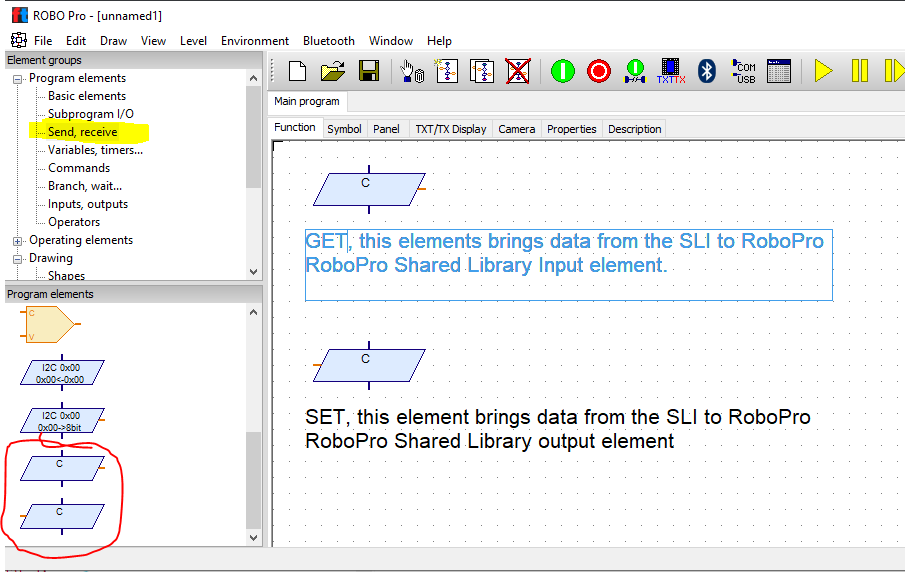 ROBO Pro - [unnamed1]
File Edit Draw View Level Environment Bluetooth Window Help
Element groups
Program elements
Basic elements
Subprogram I/O
Send, receive
Variables, timers...
Commands
Branch, wait...
Inputs, outputs
Operators
Operating elements
Drawing
Shapes
Program elements
C
V
I2C 0x00
0x00<-0x00
I2C 0x00
0x00->8bit
C
C
TXT TX
COM
USB
Main program
Function Symbol Panel TXT/TX Display Camera Properties Description
C
GET, this elements brings data from the SLI to RoboPro
RoboPro Shared Library Input element.
C
SET, this element brings data from the SLI to RoboPro
RoboPro Shared Library output element